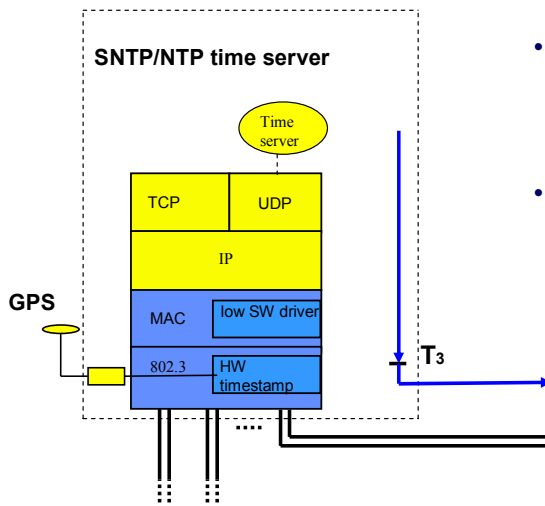 SNTP/NTP time server
Time
server
TCP
UDP
IP
GPS
MAC
low SW driver
802.3
HW
timestamp
T3